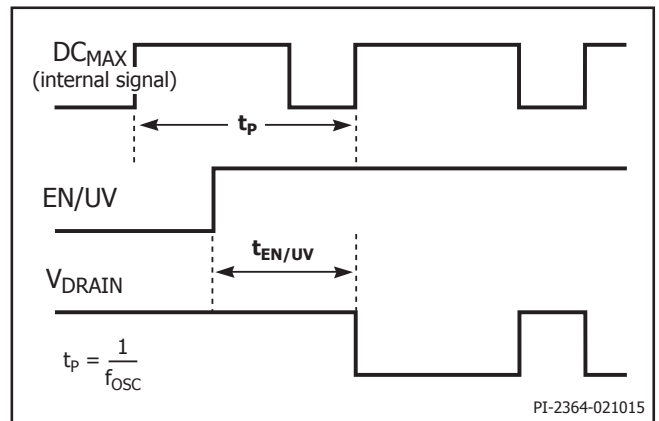 DCMAX
(internal signal)
tP
EN/UV
tEN/UV
VDRAIN
tP = 1/fOSC
PI-2364-021015